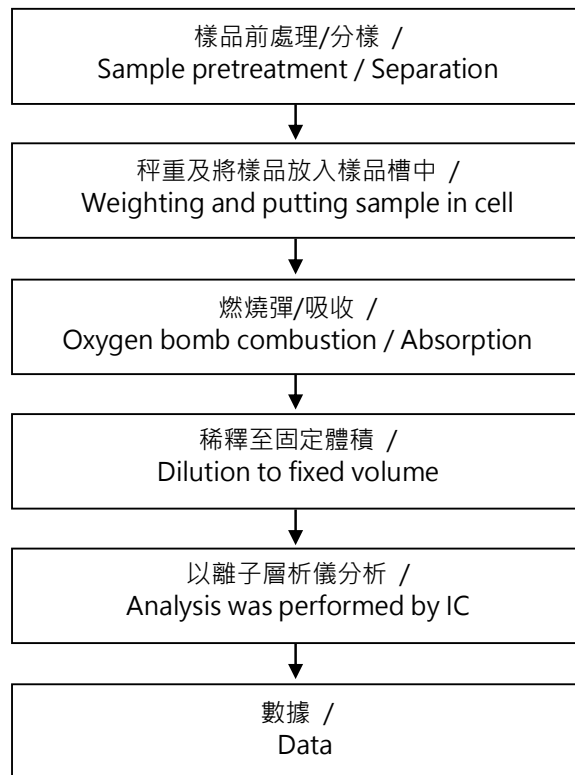 樣品前處理/分樣 /
Sample pretreatment / Separation
秤重及將樣品放入樣品槽中 /
Weighting and putting sample in cell
燃燒彈/吸收 /
Oxygen bomb combustion / Absorption
稀釋至固定體積 /
Dilution to fixed volume
以離子層析儀分析 /
Analysis was performed by IC
數據 /
Data